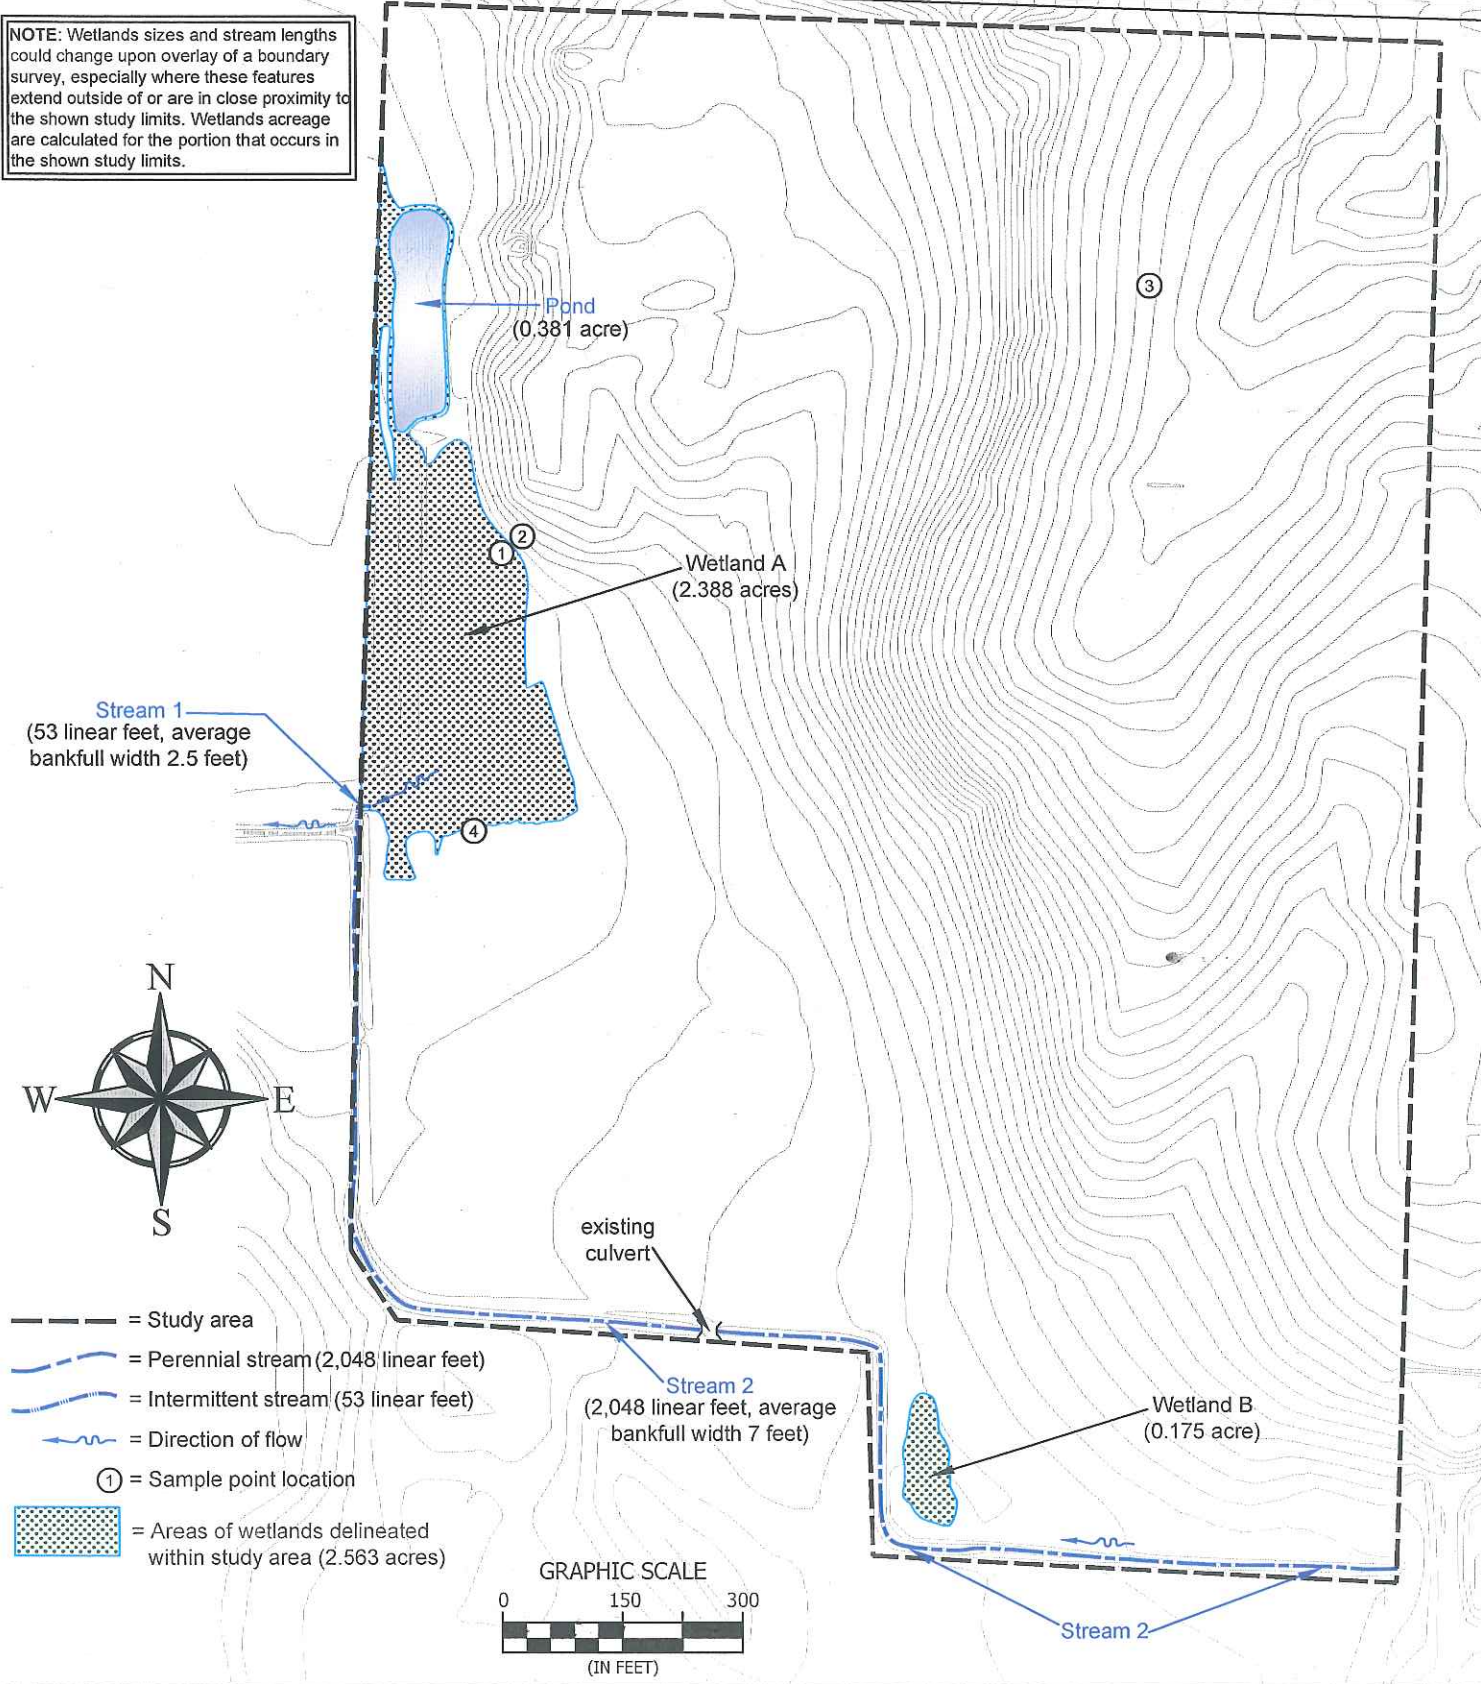 NOTE: Wetlands sizes and stream lengths
could change upon overlay of a boundary
survey, especially where these features
extend outside of or are in close proximity to
the shown study limits. Wetlands acreage
are calculated for the portion that occurs in
the shown study limits.
Pond
(0.381 acre)
3
2
1
Wetland A
(2.388 acres)
Stream 1
(53 linear feet, average
bankfull width 2.5 feet)
4
N
W
E
S
existing
culvert
= Study area
= Perennial stream (2,048 linear feet)
= Intermittent stream (53 linear feet)
= Direction of flow
1 = Sample point location
= Areas of wetlands delineated
within study area (2.563 acres)
Stream 2
(2,048 linear feet, average
bankfull width 7 feet)
Wetland B
(0.175 acre)
Stream 2
GRAPHIC SCALE
0 150 300
(IN FEET)